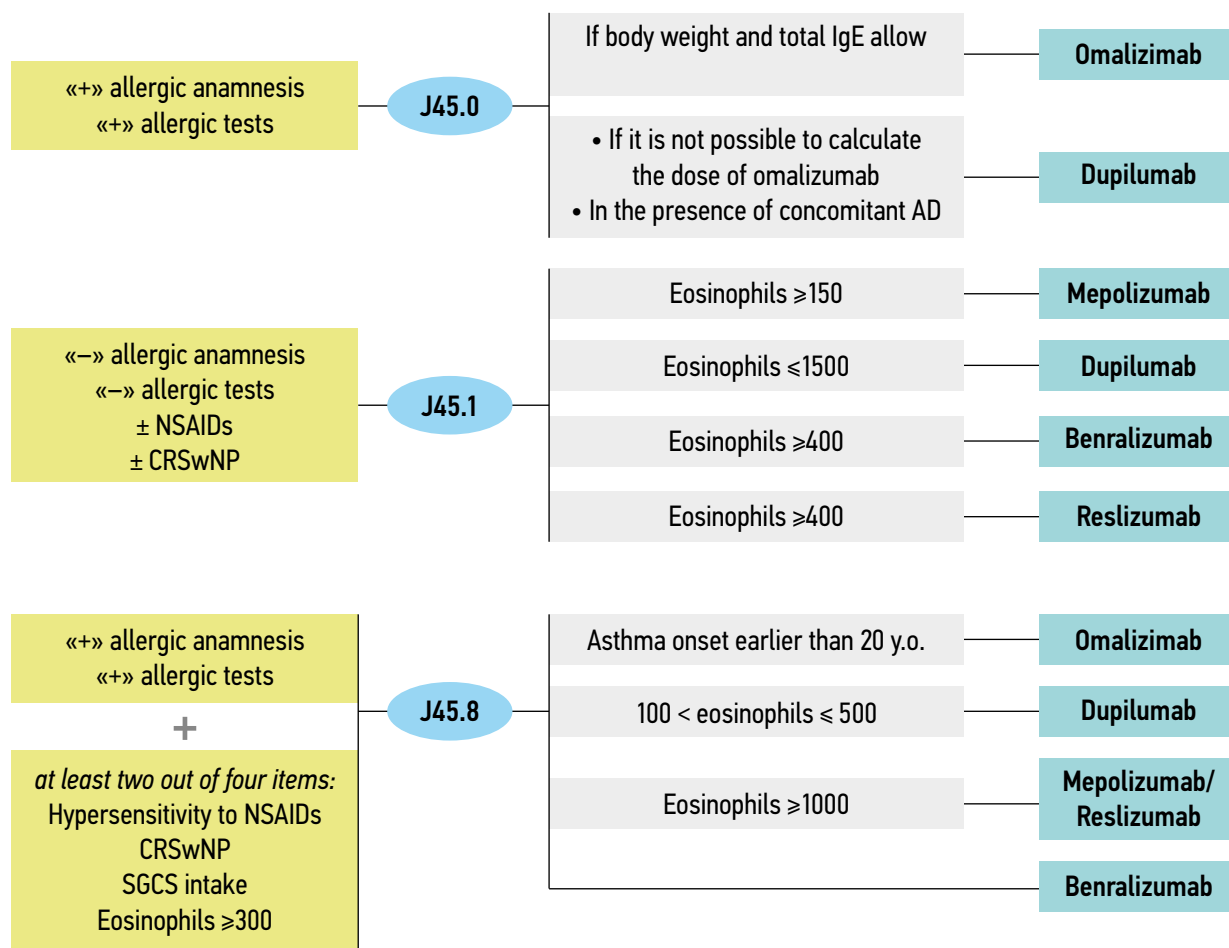 «+» allergic anamnesis
«+» allergic tests
J45.0
If body weight and total IgE allow
Omalizimab
• If it is not possible to calculate
the dose of omalizumab
• In the presence of concomitant AD
Dupilumab
«–» allergic anamnesis
«–» allergic tests
± NSAIDs
± CRSwNP
J45.1
Eosinophils ⩾150
Mepolizumab
Eosinophils ⩽1500
Dupilumab
Eosinophils ⩾400
Benralizumab
Eosinophils ⩾400
Reslizumab
«+» allergic anamnesis
«+» allergic tests
+
at least two out of four items:
Hypersensitivity to NSAIDs
CRSwNP
SGCS intake
Eosinophils ⩾300
J45.8
Asthma onset earlier than 20 y.o.
Omalizimab
100 < eosinophils ⩽ 500
Dupilumab
Eosinophils ⩾1000
Mepolizumab/
Reslizumab
Benralizumab